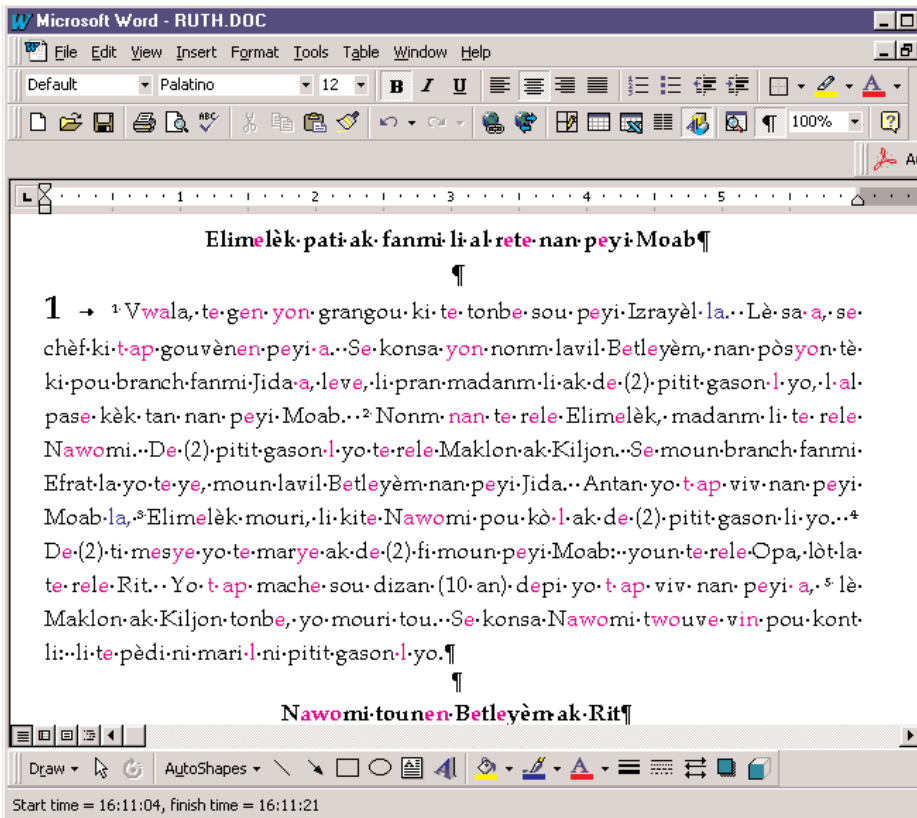 Microsoft Word - RUTH.DOC
File Edit View Insert Format Tools Table Window Help
Default Palatino 12 B I U
ABC 100%
1 2 3 4 5
Elimelèk·pati·ak·fanmi·li·al·rete·nan·peyi·Moab¶
¶
1 → 1·Vwala,·te·gen·yon·grangou·ki·te·tonbe·sou·peyi·Izrayèl·la.··Lè·sa·a,·se·
chèf·ki·t·ap·gouvènen·peyi·a.··Se·konsa·yon·nonm·lavil·Betleyèm,·nan·pòsyon·tè·
ki·pou·branch·fanmi·Jida·a,·leve,·li·pran·madanm·li·ak·de·(2)·pitit·gason·l·yo,·l·al·
pase·kèk·tan·nan·peyi·Moab.··2·Nonm·nan·te·rele·Elimelèk,·madanm·li·te·rele·
Nawomi.··De·(2)·pitit·gason·l·yo·te·rele·Maklon·ak·Kiljon.··Se·moun·branch·fanmi·
Efrat·la·yo·te·ye,·moun·lavil·Betleyèm·nan·peyi·Jida.··Antan·yo·t·ap·viv·nan·peyi·
Moab·la,·3·Elimelèk·mouri,·li·kite·Nawomi·pou·kò·l·ak·de·(2)·pitit·gason·li·yo.··4
De·(2)·ti·mesye·yo·te·marye·ak·de·(2)·fi·moun·peyi·Moab:··youn·te·rele·Opa,·lòt·la·
te·rele·Rit.··Yo·t·ap·mache·sou·dizan·(10·an)·depi·yo·t·ap·viv·nan·peyi·a,·5·lè·
Maklon·ak·Kiljon·tonbe,·yo·mouri·tou.··Se·konsa·Nawomi·twouve·vin·pou·kont·
li:··li·te·pèdi·ni·mari·l·ni·pitit·gason·l·yo.¶
¶
Nawomi·tounen·Betleyèm·ak·Rit¶
Draw AutoShapes
Start time = 16:11:04, finish time = 16:11:21